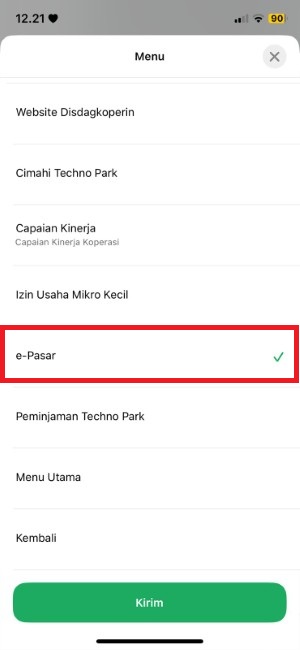 12.21
90
Menu
Website Disdagkoperin
Cimahi Techno Park
Capaian Kinerja
Capaian Kinerja Koperasi
Izin Usaha Mikro Kecil
e-Pasar
Peminjaman Techno Park
Menu Utama
Kembali
Kirim